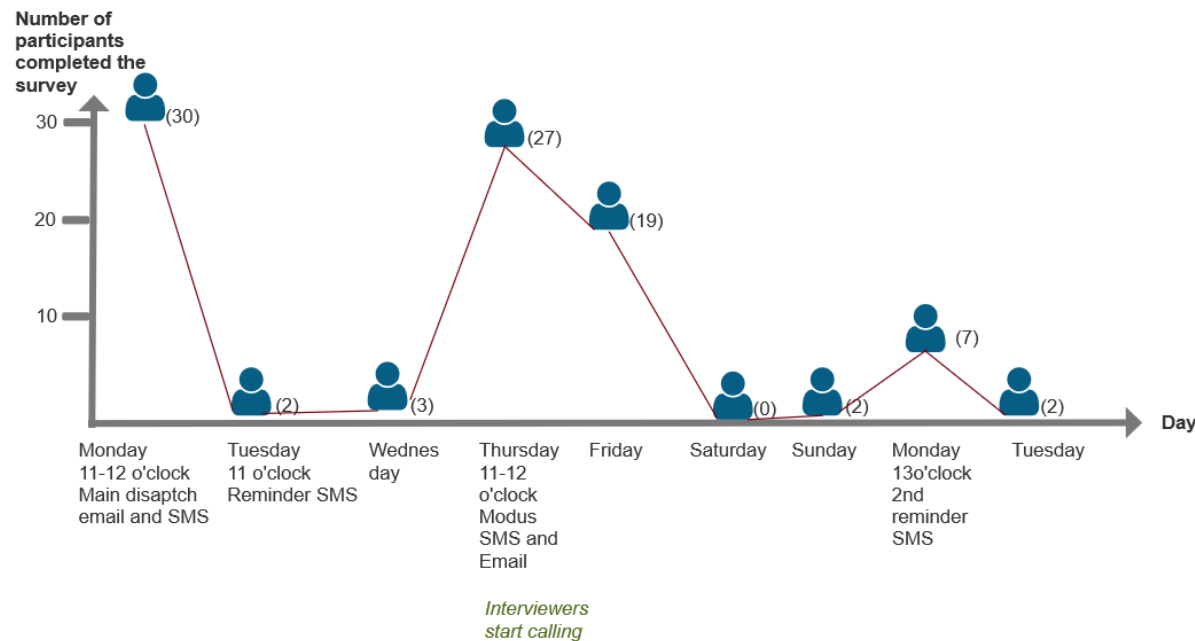 Number of
participants
completed the
survey
30
20
10
(30)
(2)
(3)
(27)
(19)
(0)
(2)
(7)
(2)
Day
Monday
11-12 o'clock
Main disaptch
email and SMS
Tuesday
11 o'clock
Reminder SMS
Wednes
day
Thursday
11-12
o'clock
Modus
SMS and
Email
Interviewers
start calling
Friday
Saturday
Sunday
Monday
13o'clock
2nd
reminder
SMS
Tuesday